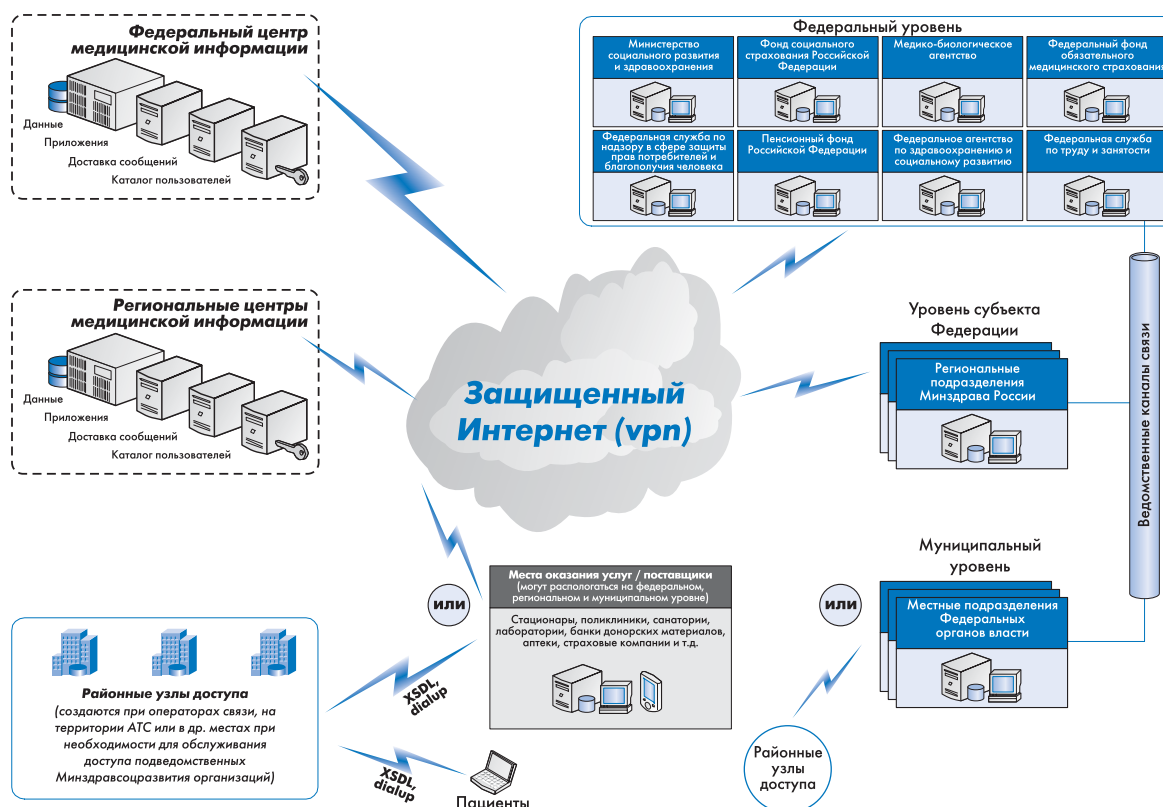 Федеральный центр
медицинской информации
Данные
Приложения
Доставка сообщений
Каталог пользователей
Федеральный уровень
Министерство
социального развития
и здравоохранения
Фонд социального
страхования Российской
Федерации
Медико-биологическое
агентство
Федеральный фонд
обязательного
медицинского страхования
Федеральная служба по
надзору в сфере защиты
прав потребителей и
благополучия человека
Пенсионный фонд
Российской Федерации
Федеральное агентство
по здравоохранению и
социальному развитию
Федеральная служба
по труду и занятости
Региональные центры
медицинской информации
Данные
Приложения
Доставка сообщений
Каталог пользователей
Защищенный
Интернет (vpn)
Уровень субъекта
Федерации
Региональные
подразделения
Минздрава России
Ведомственные каналы связи
Муниципальный
уровень
или
Местные подразделения
Федеральных
органов власти
Районные
узлы
доступа
или
Места оказания услуг / поставщики
(могут распологаться на федеральном,
региональном и муниципальном уровне)
Стационары, поликлиники, санатории,
лаборатории, банки донорских материалов,
аптеки, страховые компании и т.д.
XSDL,
dialup
Районные узлы доступа
(создаются при операторах связи, на
территории АТС или в др. местах при
необходимости для обслуживания
доступа подведомственных
Минздравсоцразвития организаций)
XSDL,
dialup
Пациенты